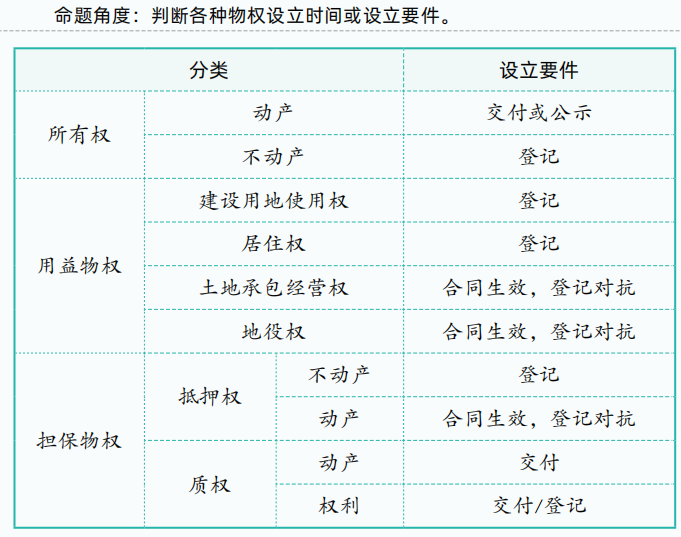 命题角度：判断各种物权设立时间或设立要件。
分类 设立要件
所有权 动产 交付或公示
不动产 登记
用益物权 建设用地使用权 登记
居住权 登记
土地承包经营权 合同生效，登记对抗
地役权 合同生效，登记对抗
担保物权 抵押权 不动产 登记
动产 合同生效，登记对抗
质权 动产 交付
权利 交付/登记